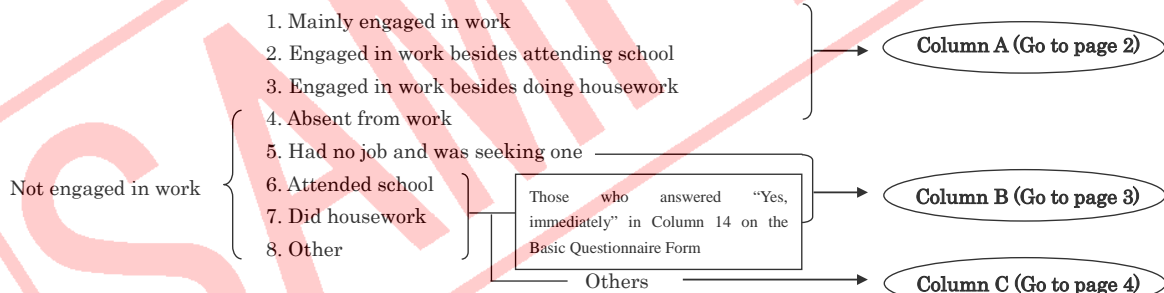 1. Mainly engaged in work
2. Engaged in work besides attending school
3. Engaged in work besides doing housework
Column A (Go to page 2)
4. Absent from work
5. Had no job and was seeking one
Not engaged in work
6. Attended school
7. Did housework
8. Other
Those who answered “Yes,
immediately” in Column 14 on the
Basic Questionnaire Form
Column B (Go to page 3)
Others
Column C (Go to page 4)
SAM